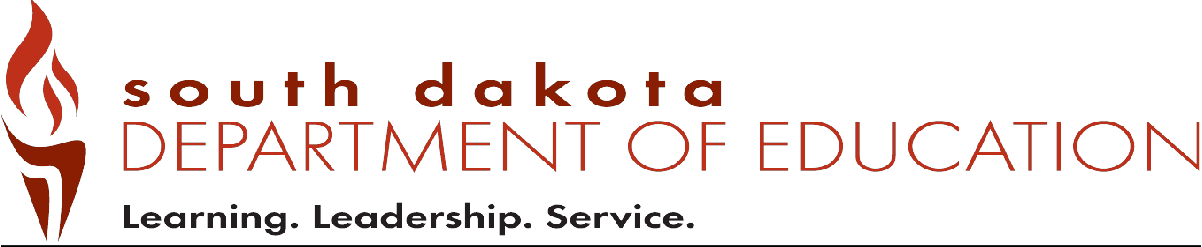 south dakota
DEPARTMENT OF EDUCATION
Learning. Leadership. Service.